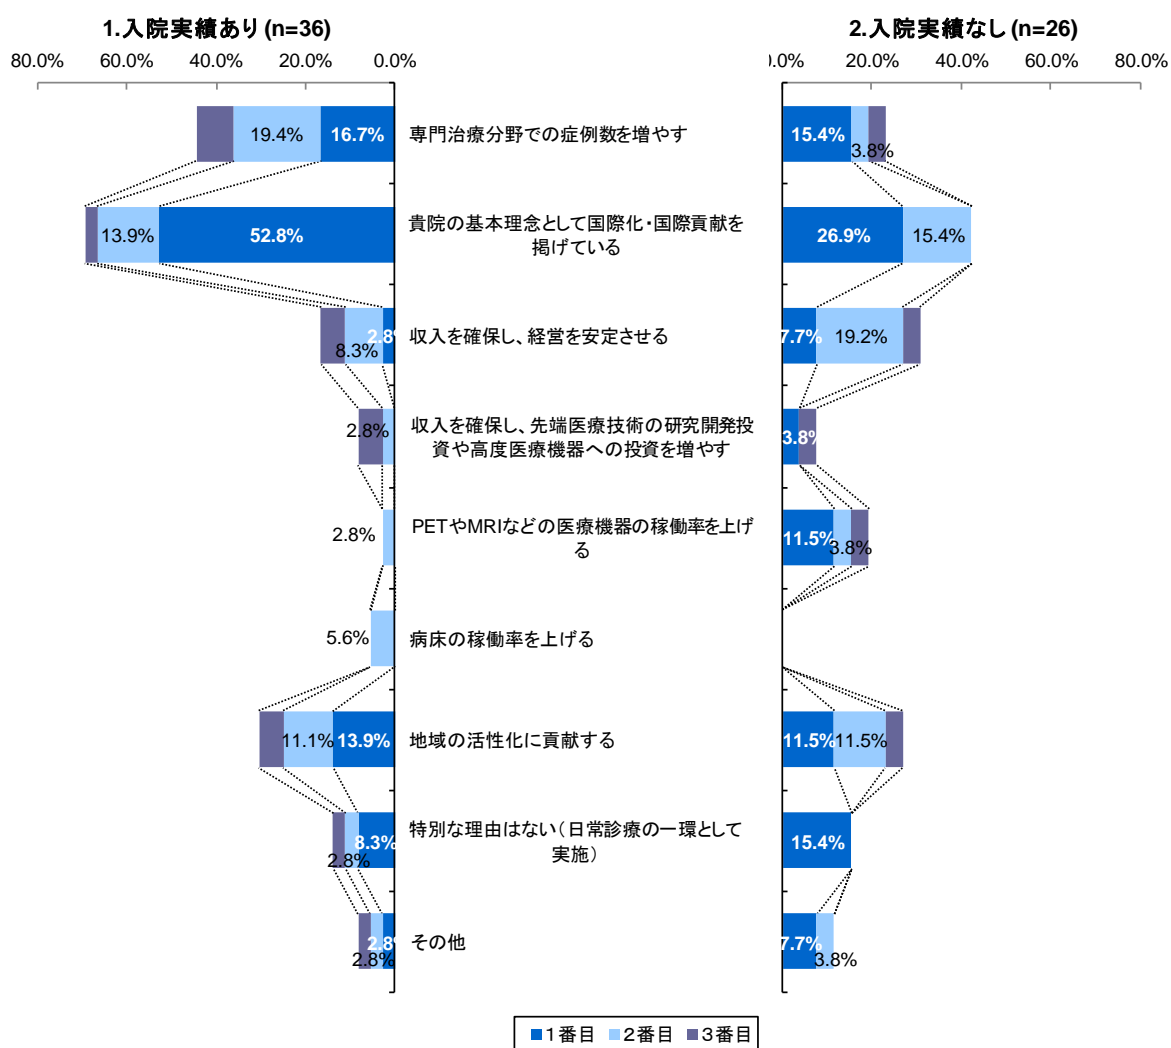 1.入院実績あり(n=36)
80.0% 60.0% 40.0% 20.0% 0.0%
2.入院実績なし(n=26)
0.0% 20.0% 40.0% 60.0% 80.0%
19.4% 16.7% 専門治療分野での症例数を増やす 15.4% 3.8%
13.9% 52.8% 貴院の基本理念として国際化・国際貢献を
掲げている 26.9% 15.4%
8.3% 2.8% 収入を確保し、経営を安定させる 7.7% 19.2%
2.8% 収入を確保し、先端医療技術の研究開発投
資や高度医療機器への投資を増やす 3.8%
2.8% PETやMRIなどの医療機器の稼働率を上げ
る 11.5% 3.8%
5.6% 病床の稼働率を上げる
11.1% 13.9% 地域の活性化に貢献する 11.5% 11.5%
2.8% 8.3% 特別な理由はない(日常診療の一環として
実施) 15.4%
2.8% 2.8% その他 7.7% 3.8%
1番目 2番目 3番目